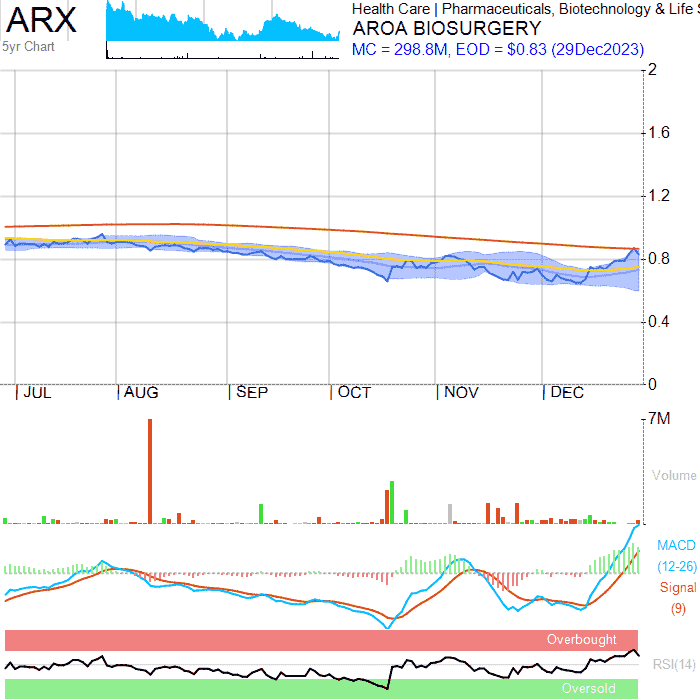 ARX
5yr Chart
Health Care | Pharmaceuticals, Biotechnology & Life S
AROA BIOSURGERY
MC = 298.8M, EOD = $0.83 (29Dec2023)
2
1.6
1.2
0.8
0.4
0
JUL AUG SEP OCT NOV DEC
7M
Volume
MACD
(12-26)
Signal
(9)
Overbought
RSI(14)
Oversold